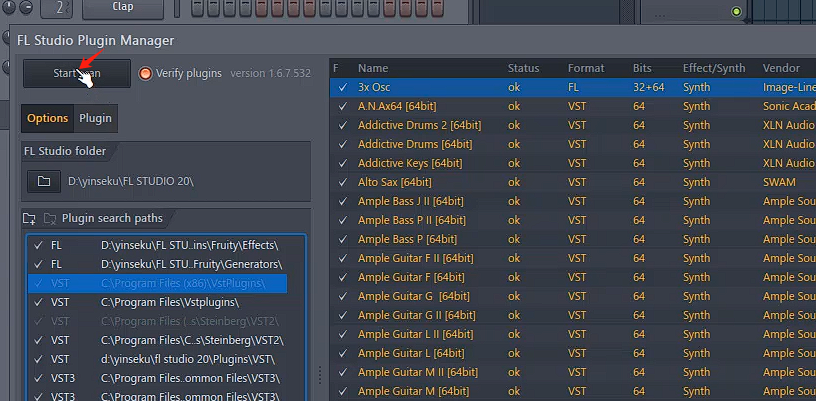 2 Clap
FL Studio Plugin Manager
Start scan Verify plugins version 1.6.7.532
Options Plugin
FL Studio folder
D:\yinseku\FL STUDIO 20\
Plugin search paths
FL D:\yinseku\FL STU..ins\Fruity\Effects\
FL D:\yinseku\FL STU..Fruity\Generators\
VST C:\Program Files (x86)\VstPlugins\
VST C:\Program Files\Vstplugins\
VST C:\Program Files (..s\Steinberg\VST2\
VST C:\Program Files\C..s\Steinberg\VST2\
VST d:\yinseku\fl studio 20\Plugins\VST\
VST3 C:\Program Files..ommon Files\VST3\
VST3 C:\Program Files..ommon Files\VST3\
F Name Status Format Bits Effect/Synth Vendor
3x Osc ok FL 32+64 Synth Image-Line
A.N.Ax64 [64bit] ok VST 64 Synth Sonic Acad
Addictive Drums 2 [64bit] ok VST 64 Synth XLN Audio
Addictive Drums [64bit] ok VST 64 Synth XLN Audio
Addictive Keys [64bit] ok VST 64 Synth XLN Audio
Alto Sax [64bit] ok VST 64 Synth SWAM
Ample Bass J II [64bit] ok VST 64 Synth Ample Sou
Ample Bass P II [64bit] ok VST 64 Synth Ample Sou
Ample Bass P [64bit] ok VST 64 Synth Ample Sou
Ample Guitar F II [64bit] ok VST 64 Synth Ample Sou
Ample Guitar F [64bit] ok VST 64 Synth Ample Sou
Ample Guitar G [64bit] ok VST 64 Synth Ample Sou
Ample Guitar G II [64bit] ok VST 64 Synth Ample Sou
Ample Guitar L II [64bit] ok VST 64 Synth Ample Sou
Ample Guitar L [64bit] ok VST 64 Synth Ample Sou
Ample Guitar M II [64bit] ok VST 64 Synth Ample Sou
Ample Guitar M [64bit] ok VST 64 Synth Ample Sou